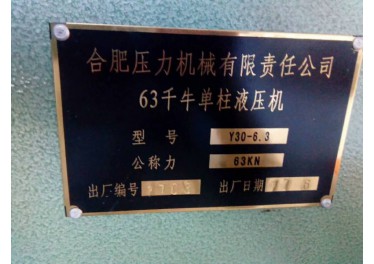 合肥压力机械有限责任公司
63千牛单柱液压机
型号 Y30-6.3
公称力 63KN
出厂编号
出厂日期